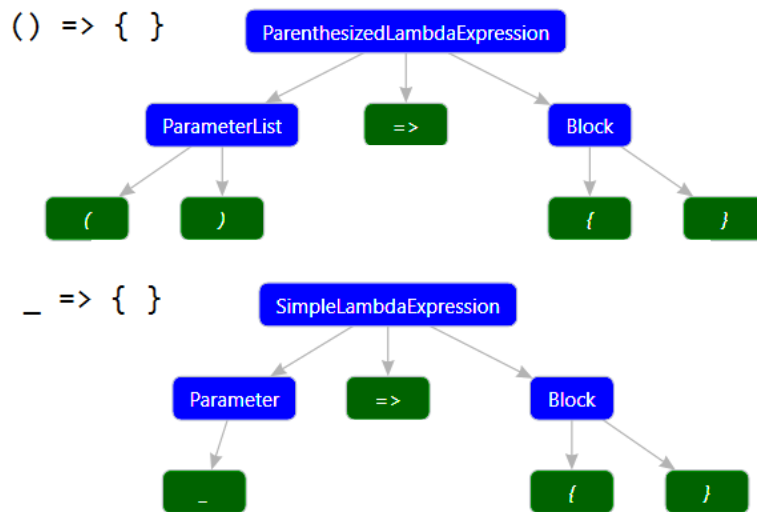 () => { }
ParenthesizedLambdaExpression
ParameterList
=>
Block
(
)
{
}
_ => { }
SimpleLambdaExpression
Parameter
=>
Block
_
{
}